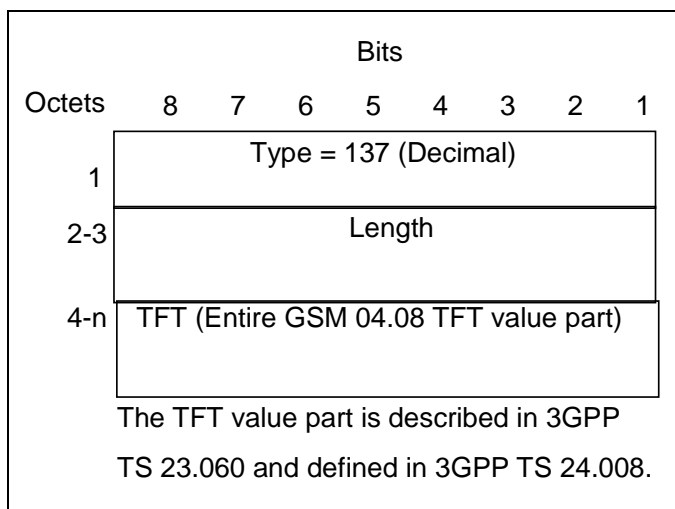 Bits
Octets 8 7 6 5 4 3 2 1
1 Type = 137 (Decimal)
2-3 Length
4-n TFT (Entire GSM 04.08 TFT value part)
The TFT value part is described in 3GPP
TS 23.060 and defined in 3GPP TS 24.008.